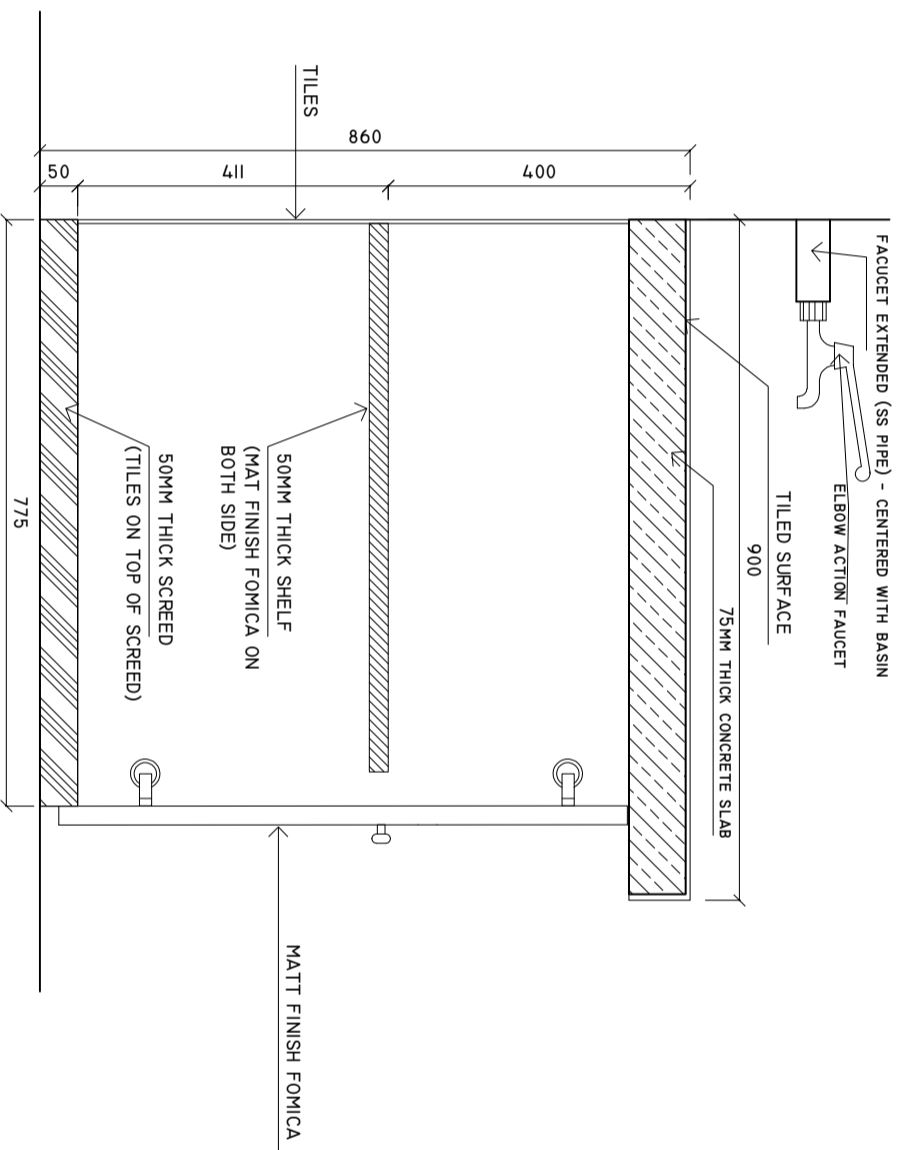 FACUCET EXTENDED (SS PIPE) - CENTERED WITH BASIN
ELBOW ACTION FAUCET
TILED SURFACE
900
75MM THICK CONCRETE SLAB
TILES
860
50
411
400
50MM THICK SHELF
(MAT FINISH FOMICA ON
BOTH SIDE)
50MM THICK SCREED
(TILES ON TOP OF SCREED)
775
MATT FINISH FOMICA